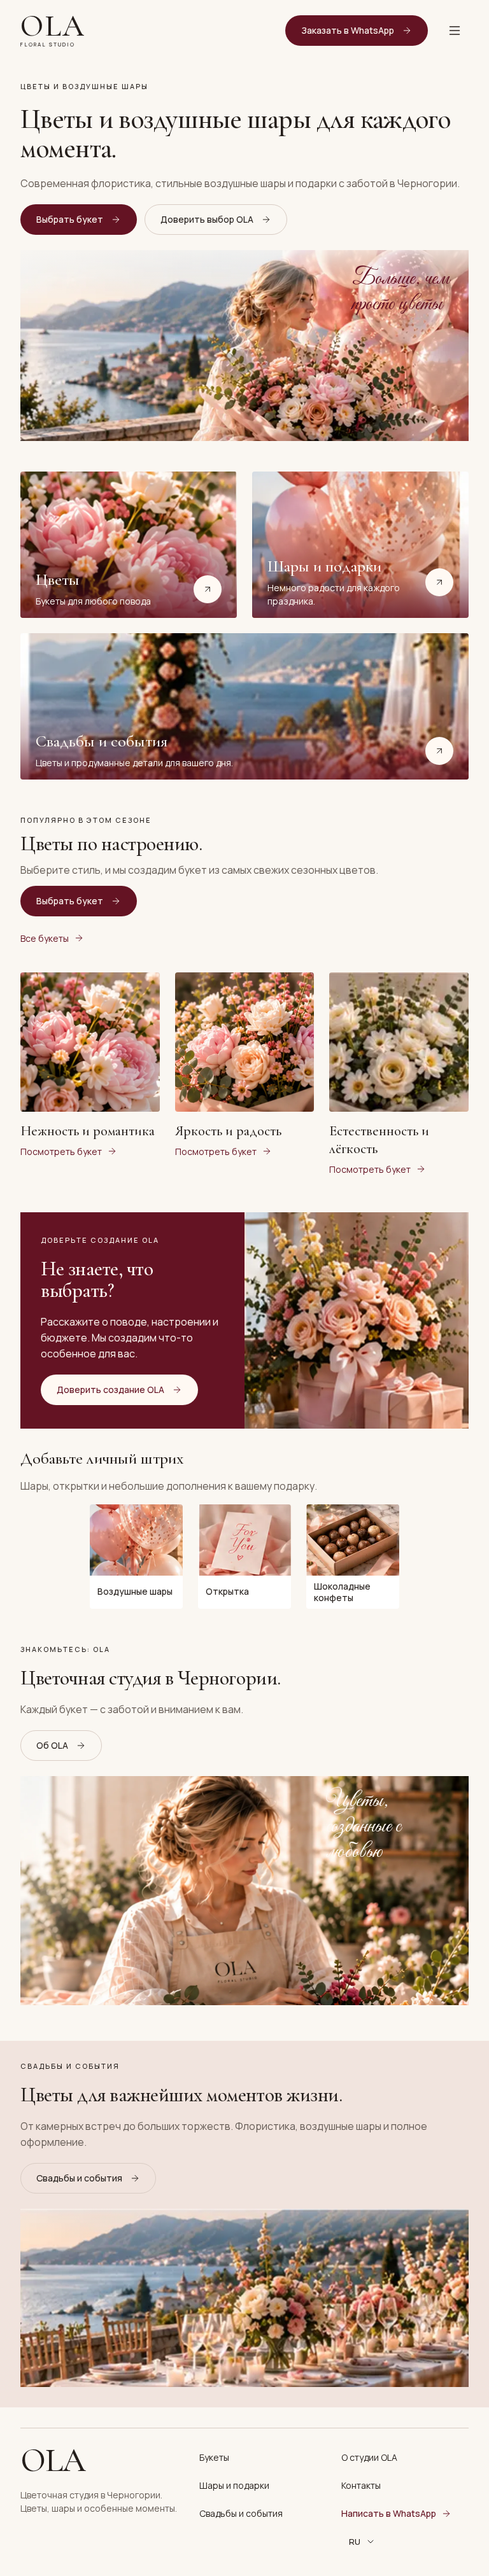 OLA
FLORAL STUDIO
Заказать в WhatsApp
ЦВЕТЫ И ВОЗДУШНЫЕ ШАРЫ
Цветы и воздушные шары для каждого
момента.
Современная флористика, стильные воздушные шары и подарки с заботой в Черногории.
Выбрать букет
Доверить выбор OLA
Больше, чем
просто цветы
Цветы
Букеты для любого повода
Шары и подарки
Немного радости для каждого
праздника.
Свадьбы и события
Цветы и продуманные детали для вашего дня.
ПОПУЛЯРНО В ЭТОМ СЕЗОНЕ
Цветы по настроению.
Выберите стиль, и мы создадим букет из самых свежих сезонных цветов.
Выбрать букет
Все букеты
Нежность и романтика
Посмотреть букет
Яркость и радость
Посмотреть букет
Естественность и
лёгкость
Посмотреть букет
ДОВЕРЬТЕ СОЗДАНИЕ OLA
Не знаете, что
выбрать?
Расскажите о поводе, настроении и
бюджете. Мы создадим что-то
особенное для вас.
Доверить создание OLA
Добавьте личный штрих
Шары, открытки и небольшие дополнения к вашему подарку.
For
You
Воздушные шары
Открытка
Шоколадные
конфеты
ЗНАКОМЬТЕСЬ: OLA
Цветочная студия в Черногории.
Каждый букет — с заботой и вниманием к вам.
Об OLA
Цветы,
созданные с
любовью
OLA
FLORAL STUDIO
СВАДЬБЫ И СОБЫТИЯ
Цветы для важнейших моментов жизни.
От камерных встреч до больших торжеств. Флористика, воздушные шары и полное
оформление.
Свадьбы и события
OLA
Цветочная студия в Черногории.
Цветы, шары и особенные моменты.
Букеты
Шары и подарки
Свадьбы и события
О студии OLA
Контакты
Написать в WhatsApp
RU